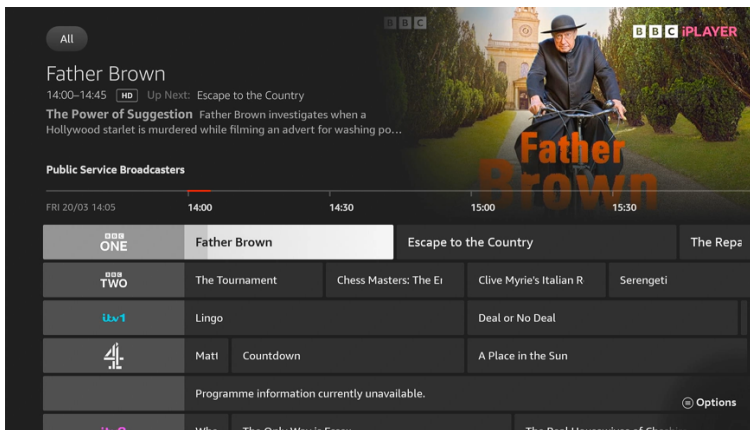 BBC
BBC iPLAYER
All
Father Brown
14:00–14:45 HD Up Next: Escape to the Country
The Power of Suggestion Father Brown investigates when a
Hollywood starlet is murdered while filming an advert for washing po...
Father
Brown
Public Service Broadcasters
FRI 20/03 14:05 14:00 14:30 15:00 15:30
BBC ONE Father Brown Escape to the Country The Repa
BBC TWO The Tournament Chess Masters: The Ei Clive Myrie's Italian R Serengeti
itv1 Lingo Deal or No Deal
4 Matt Countdown A Place in the Sun
Programme information currently unavailable.
Options
The Only Way is Essex